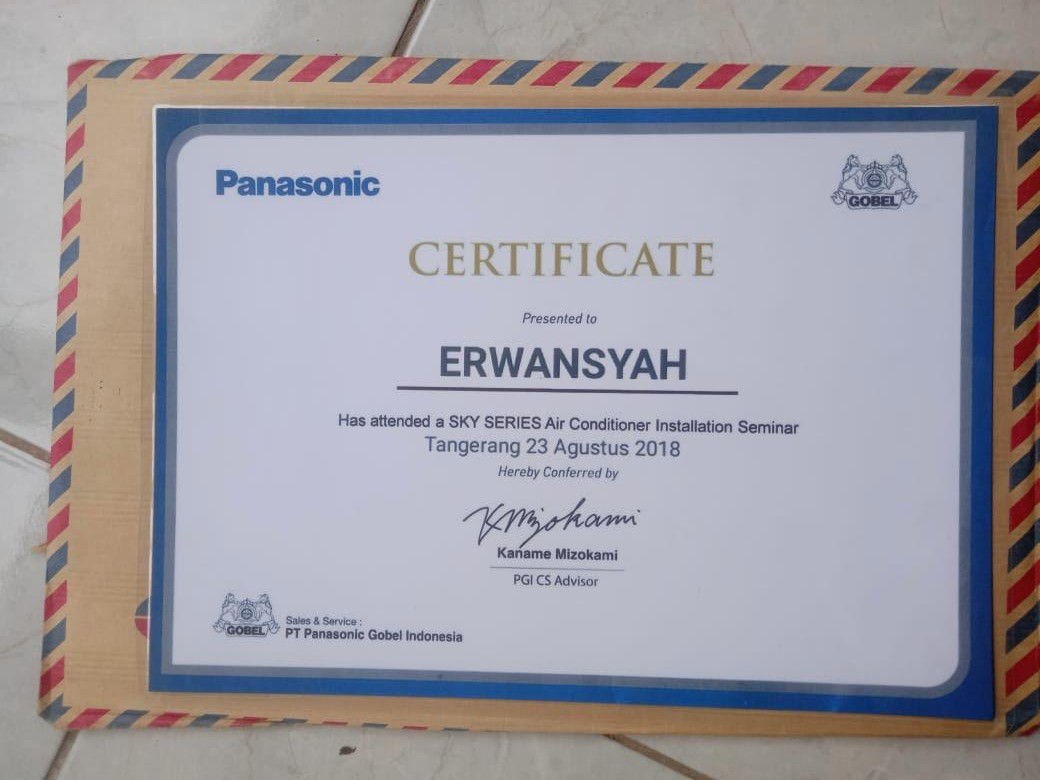 Panasonic
GOBEL
CERTIFICATE
Presented to
ERWANSYAH
Has attended a SKY SERIES Air Conditioner Installation Seminar
Tangerang 23 Agustus 2018
Hereby Conferred by
KMizokami
Kaname Mizokami
PGI CS Advisor
GOBEL
Sales & Service :
PT Panasonic Gobel Indonesia